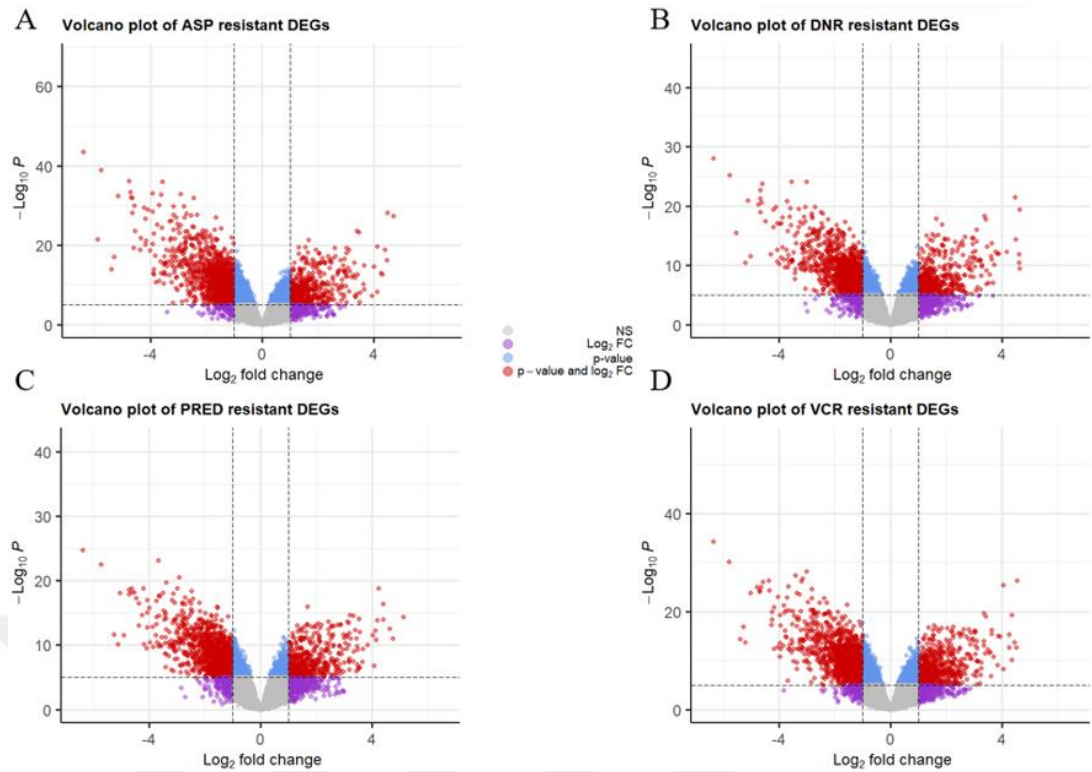 A
Volcano plot of ASP resistant DEGs
60
40
20
0
−Log10 P
-4
0
4
Log2 fold change
B
Volcano plot of DNR resistant DEGs
40
30
20
10
0
−Log10 P
-4
0
4
Log2 fold change
NS
Log2 FC
p-value
p − value and log2 FC
C
Volcano plot of PRED resistant DEGs
40
30
20
10
0
−Log10 P
-4
0
4
Log2 fold change
D
Volcano plot of VCR resistant DEGs
40
20
0
−Log10 P
-4
0
4
Log2 fold change